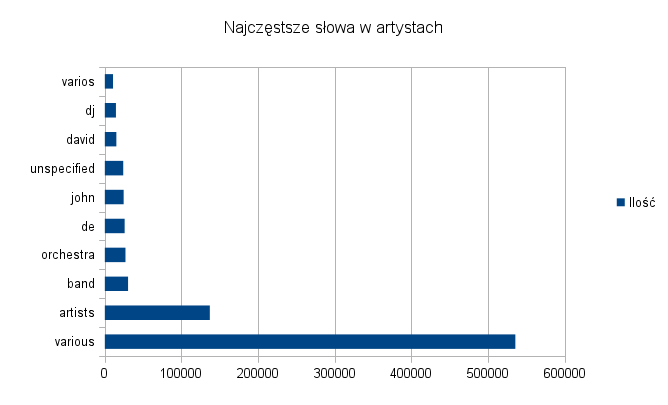 Najczęstsze słowa w artystach
varios
dj
david
unspecified
john
de
orchestra
band
artists
various
0 100000 200000 300000 400000 500000 600000
Ilość